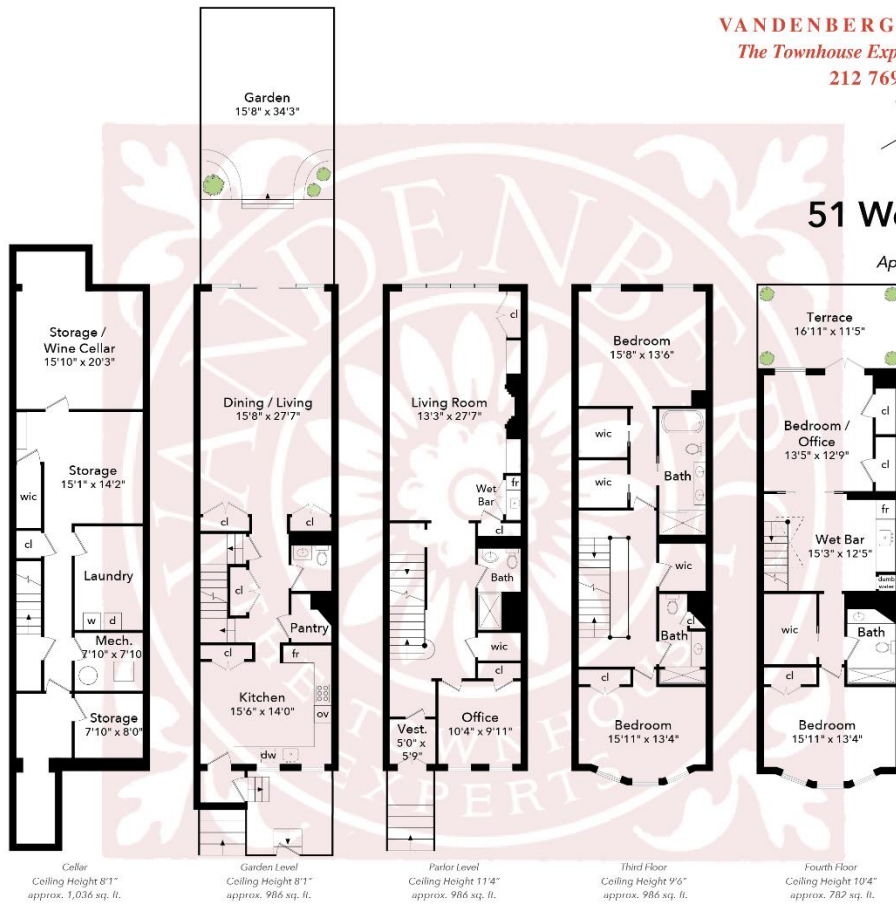 VANDENBERG
The Townhouse Exp
212 769
51 We
Ap
Garden
15'8" x 34'3"
Storage /
Wine Cellar
15'10" x 20'3"
Storage
15'1" x 14'2"
wic
cl
Laundry
w d
Mech.
7'10" x 7'10
Storage
7'10" x 8'0"
Cellar
Ceiling Height 8'1"
approx. 1,036 sq. ft.
Dining / Living
15'8" x 27'7"
cl cl
cl
Pantry
cl
fr
Kitchen
15'6" x 14'0"
ov
dw
Garden Level
Ceiling Height 8'1"
approx. 986 sq. ft.
cl
Living Room
13'3" x 27'7"
Wet
Bar
fr
cl
Bath
wic
cl
Office
10'4" x 9'11"
Vest.
5'0" x
5'9"
Parlor Level
Ceiling Height 11'4"
approx. 986 sq. ft.
Bedroom
15'8" x 13'6"
wic
wic
Bath
wic
cl
Bath
cl
Bedroom
15'11" x 13'4"
Third Floor
Ceiling Height 9'6"
approx. 986 sq. ft.
Terrace
16'11" x 11'5"
Bedroom /
Office
13'5" x 12'9"
cl
cl
fr
Wet Bar
15'3" x 12'5"
dumb
water
wic
Bath
cl
Bedroom
15'11" x 13'4"
Fourth Floor
Ceiling Height 10'4"
approx. 782 sq. ft.
VANDENBERG
THE TOWNHOUSE
EXPERTS